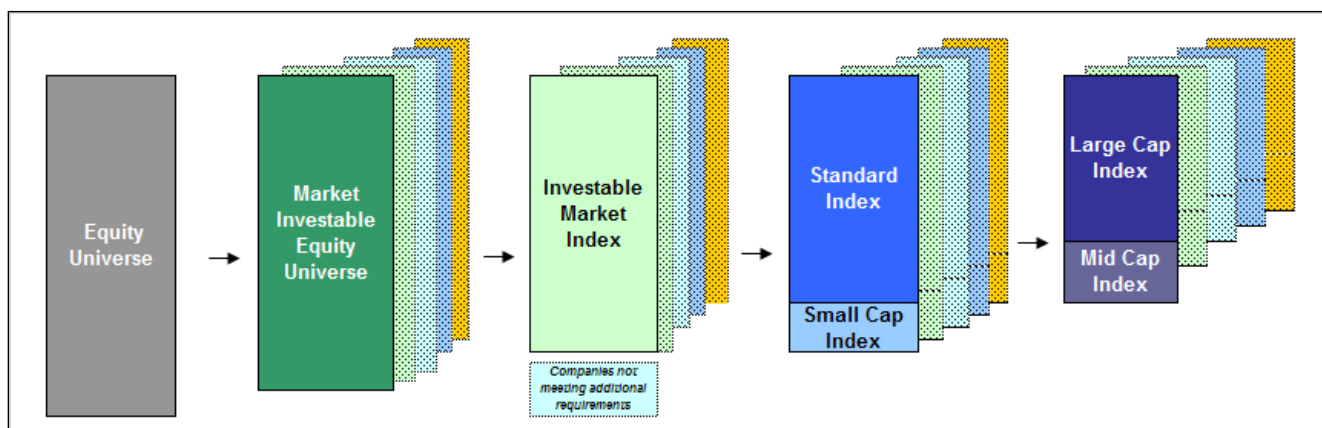 Equity
Universe
Market
Investable
Equity
Universe
Investable
Market
Index
Companies not
meeting additional
requirements
Standard
Index
Small Cap
Index
Large Cap
Index
Mid Cap
Index